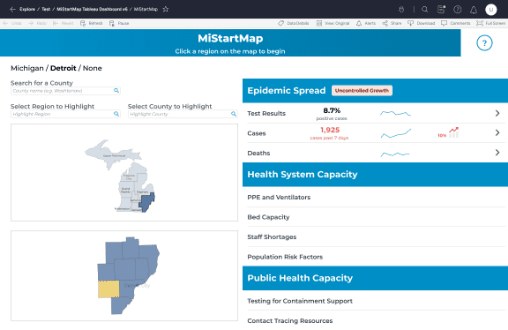 Explore / Test / MiStartMap Tableau Dashboard v6 / MiStartMap
Undo Redo Revert Refresh Pause
Data Details View: Original Alerts Share Download Comments Full Screen
MiStartMap
Click a region on the map to begin
?
Michigan / Detroit / None
Search for a County
Select Region to Highlight Select County to Highlight
Highlight Region Highlight County
Epidemic Spread Uncontrolled Growth
Test Results 8.7%
positive cases
Cases 1,925
cases past 7 days
Deaths
Health System Capacity
PPE and Ventilators
Bed Capacity
Staff Shortages
Population Risk Factors
Public Health Capacity
Testing for Containment Support
Contact Tracing Resources